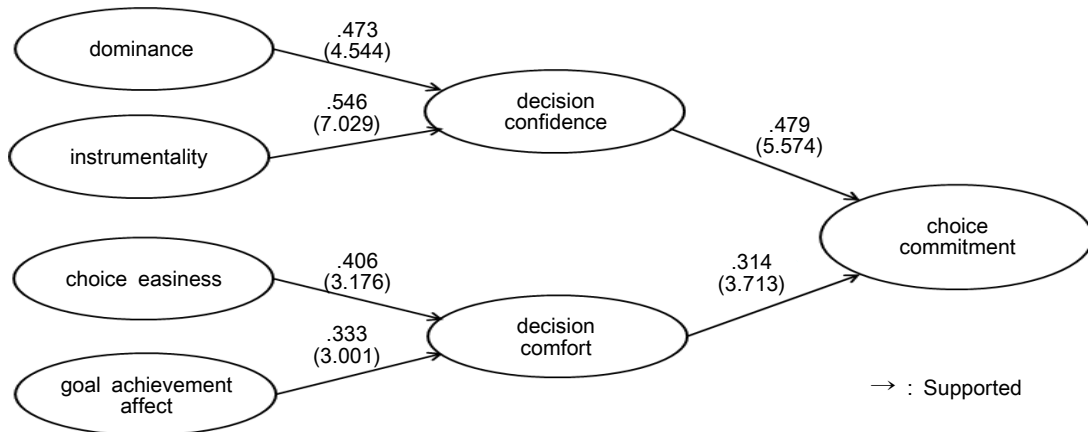 dominance
.473
(4.544)
instrumentality
.546
(7.029)
decision
confidence
.479
(5.574)
choice
commitment
choice easiness
.406
(3.176)
goal achievement
affect
.333
(3.001)
decision
comfort
.314
(3.713)
→ : Supported